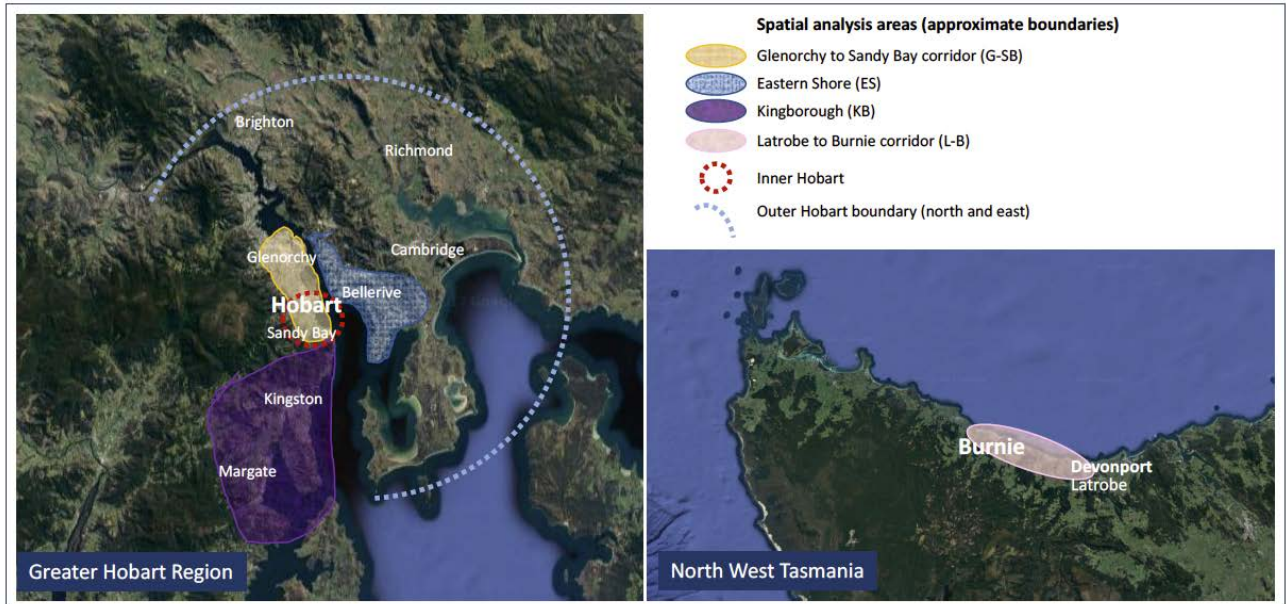 Spatial analysis areas (approximate boundaries)
Glenorchy to Sandy Bay corridor (G-SB)
Eastern Shore (ES)
Kingborough (KB)
Latrobe to Burnie corridor (L-B)
Inner Hobart
Outer Hobart boundary (north and east)
Brighton
Richmond
Cambridge
Glenorchy
Bellerive
Hobart
Sandy Bay
Kingston
Margate
Greater Hobart Region
Burnie
Devonport
Latrobe
North West Tasmania